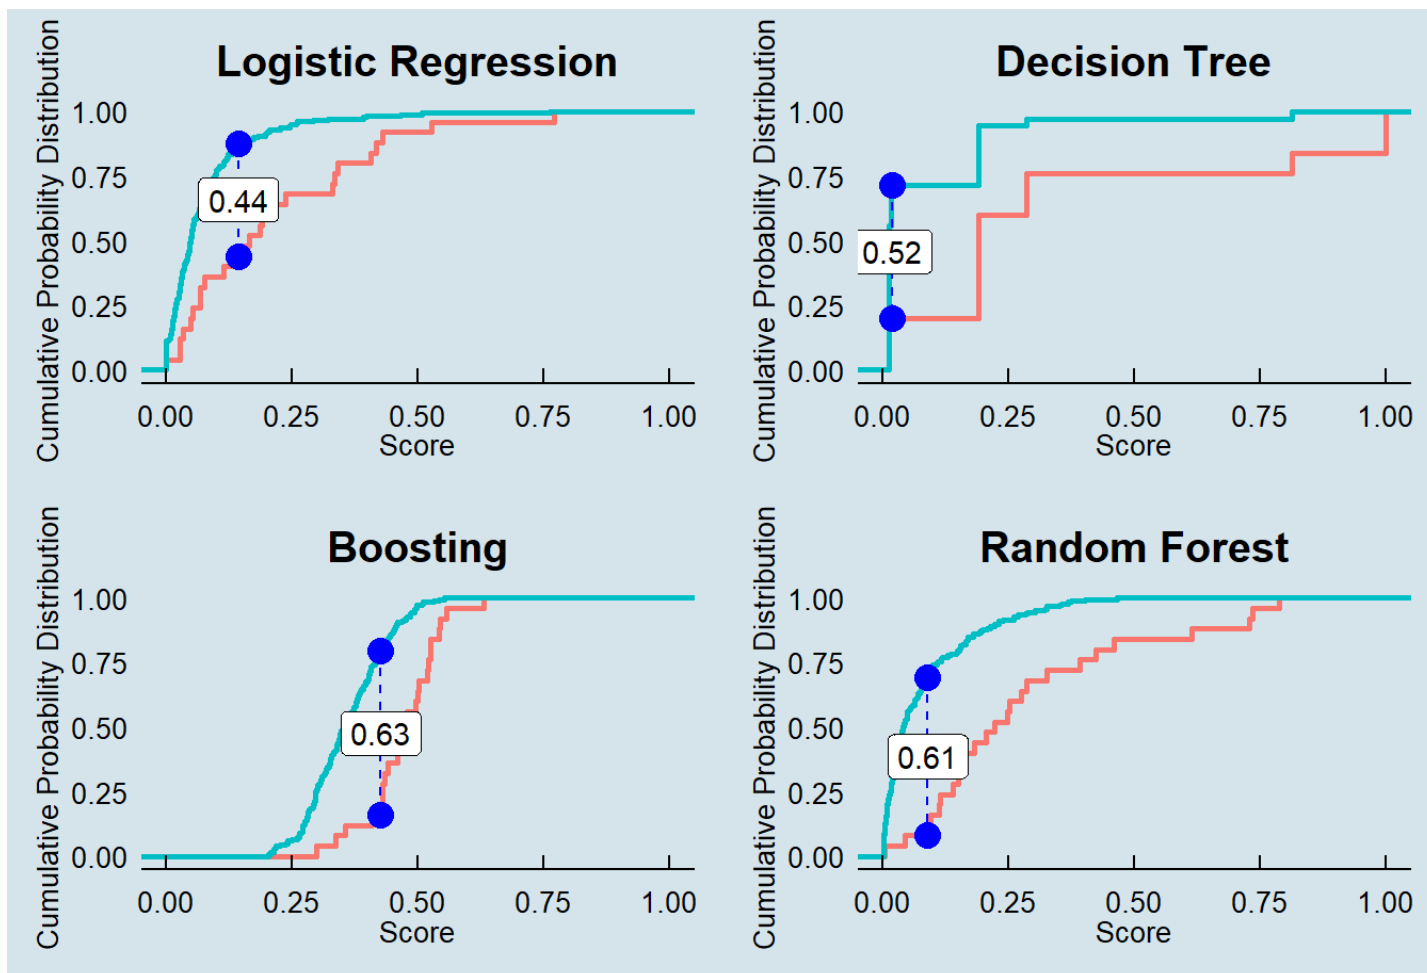 Logistic Regression
Cumulative Probability Distribution
1.00
0.75
0.50
0.25
0.00
0.44
0.00 0.25 0.50 0.75 1.00
Score
Decision Tree
Cumulative Probability Distribution
1.00
0.75
0.50
0.25
0.00
0.52
0.00 0.25 0.50 0.75 1.00
Score
Boosting
Cumulative Probability Distribution
1.00
0.75
0.50
0.25
0.00
0.63
0.00 0.25 0.50 0.75 1.00
Score
Random Forest
Cumulative Probability Distribution
1.00
0.75
0.50
0.25
0.00
0.61
0.00 0.25 0.50 0.75 1.00
Score